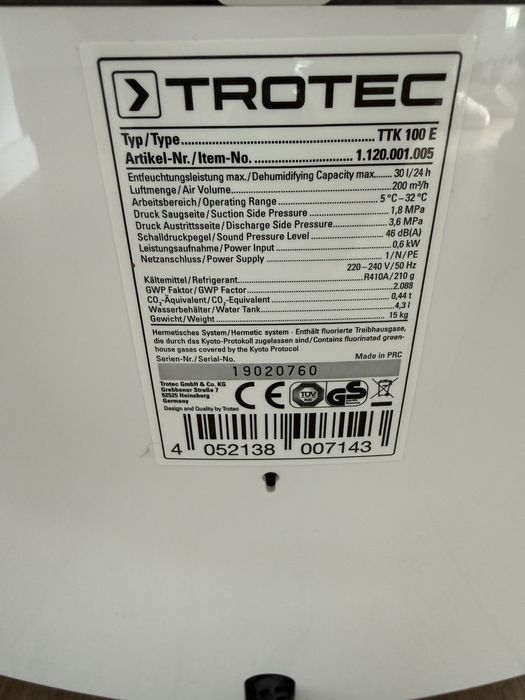 TROTEC
Typ/Type.............................................. TTK 100 E
Artikel-Nr./Item-No. ......................... 1.120.001.005
Entfeuchtungsleistung max./Dehumidifying Capacity max....... 30 l/24 h
Luftmenge/Air Volume................................................ 200 m³/h
Arbeitsbereich/Operating Range................................. 5 °C – 32 °C
Druck Saugseite/Suction Side Pressure ........................ 1,8 MPa
Druck Austrittsseite/Discharge Side Pressure................ 3,6 MPa
Schalldruckpegel/Sound Pressure Level ....................... 46 dB(A)
Leistungsaufnahme/Power Input ................................. 0,6 kW
Netzanschluss/Power Supply ..................................... 1/N/PE
220 – 240 V/50 Hz
Kältemittel/Refrigerant......................................... R410A/210 g
GWP Faktor/GWP Factor............................................. 2.088
CO₂-Äquivalent/CO₂-Equivalent .................................. 0,44 t
Wasserbehälter/Water Tank.......................................... 4,3 l
Gewicht/Weight ..................................................... 15 kg
Hermetisches System/Hermetic system - Enthält fluorierte Treibhausgase,
die durch das Kyoto-Protokoll zugelassen sind/Contains fluorinated green-
house gases covered by the Kyoto Protocol
Serien-Nr./Serial-No. Made in PRC
19020760
Trotec GmbH & Co. KG
Grebbener Straße 7
52525 Heinsberg
Germany
Design and Quality by Trotec
CE TÜV SÜD GS
4 052138 007143